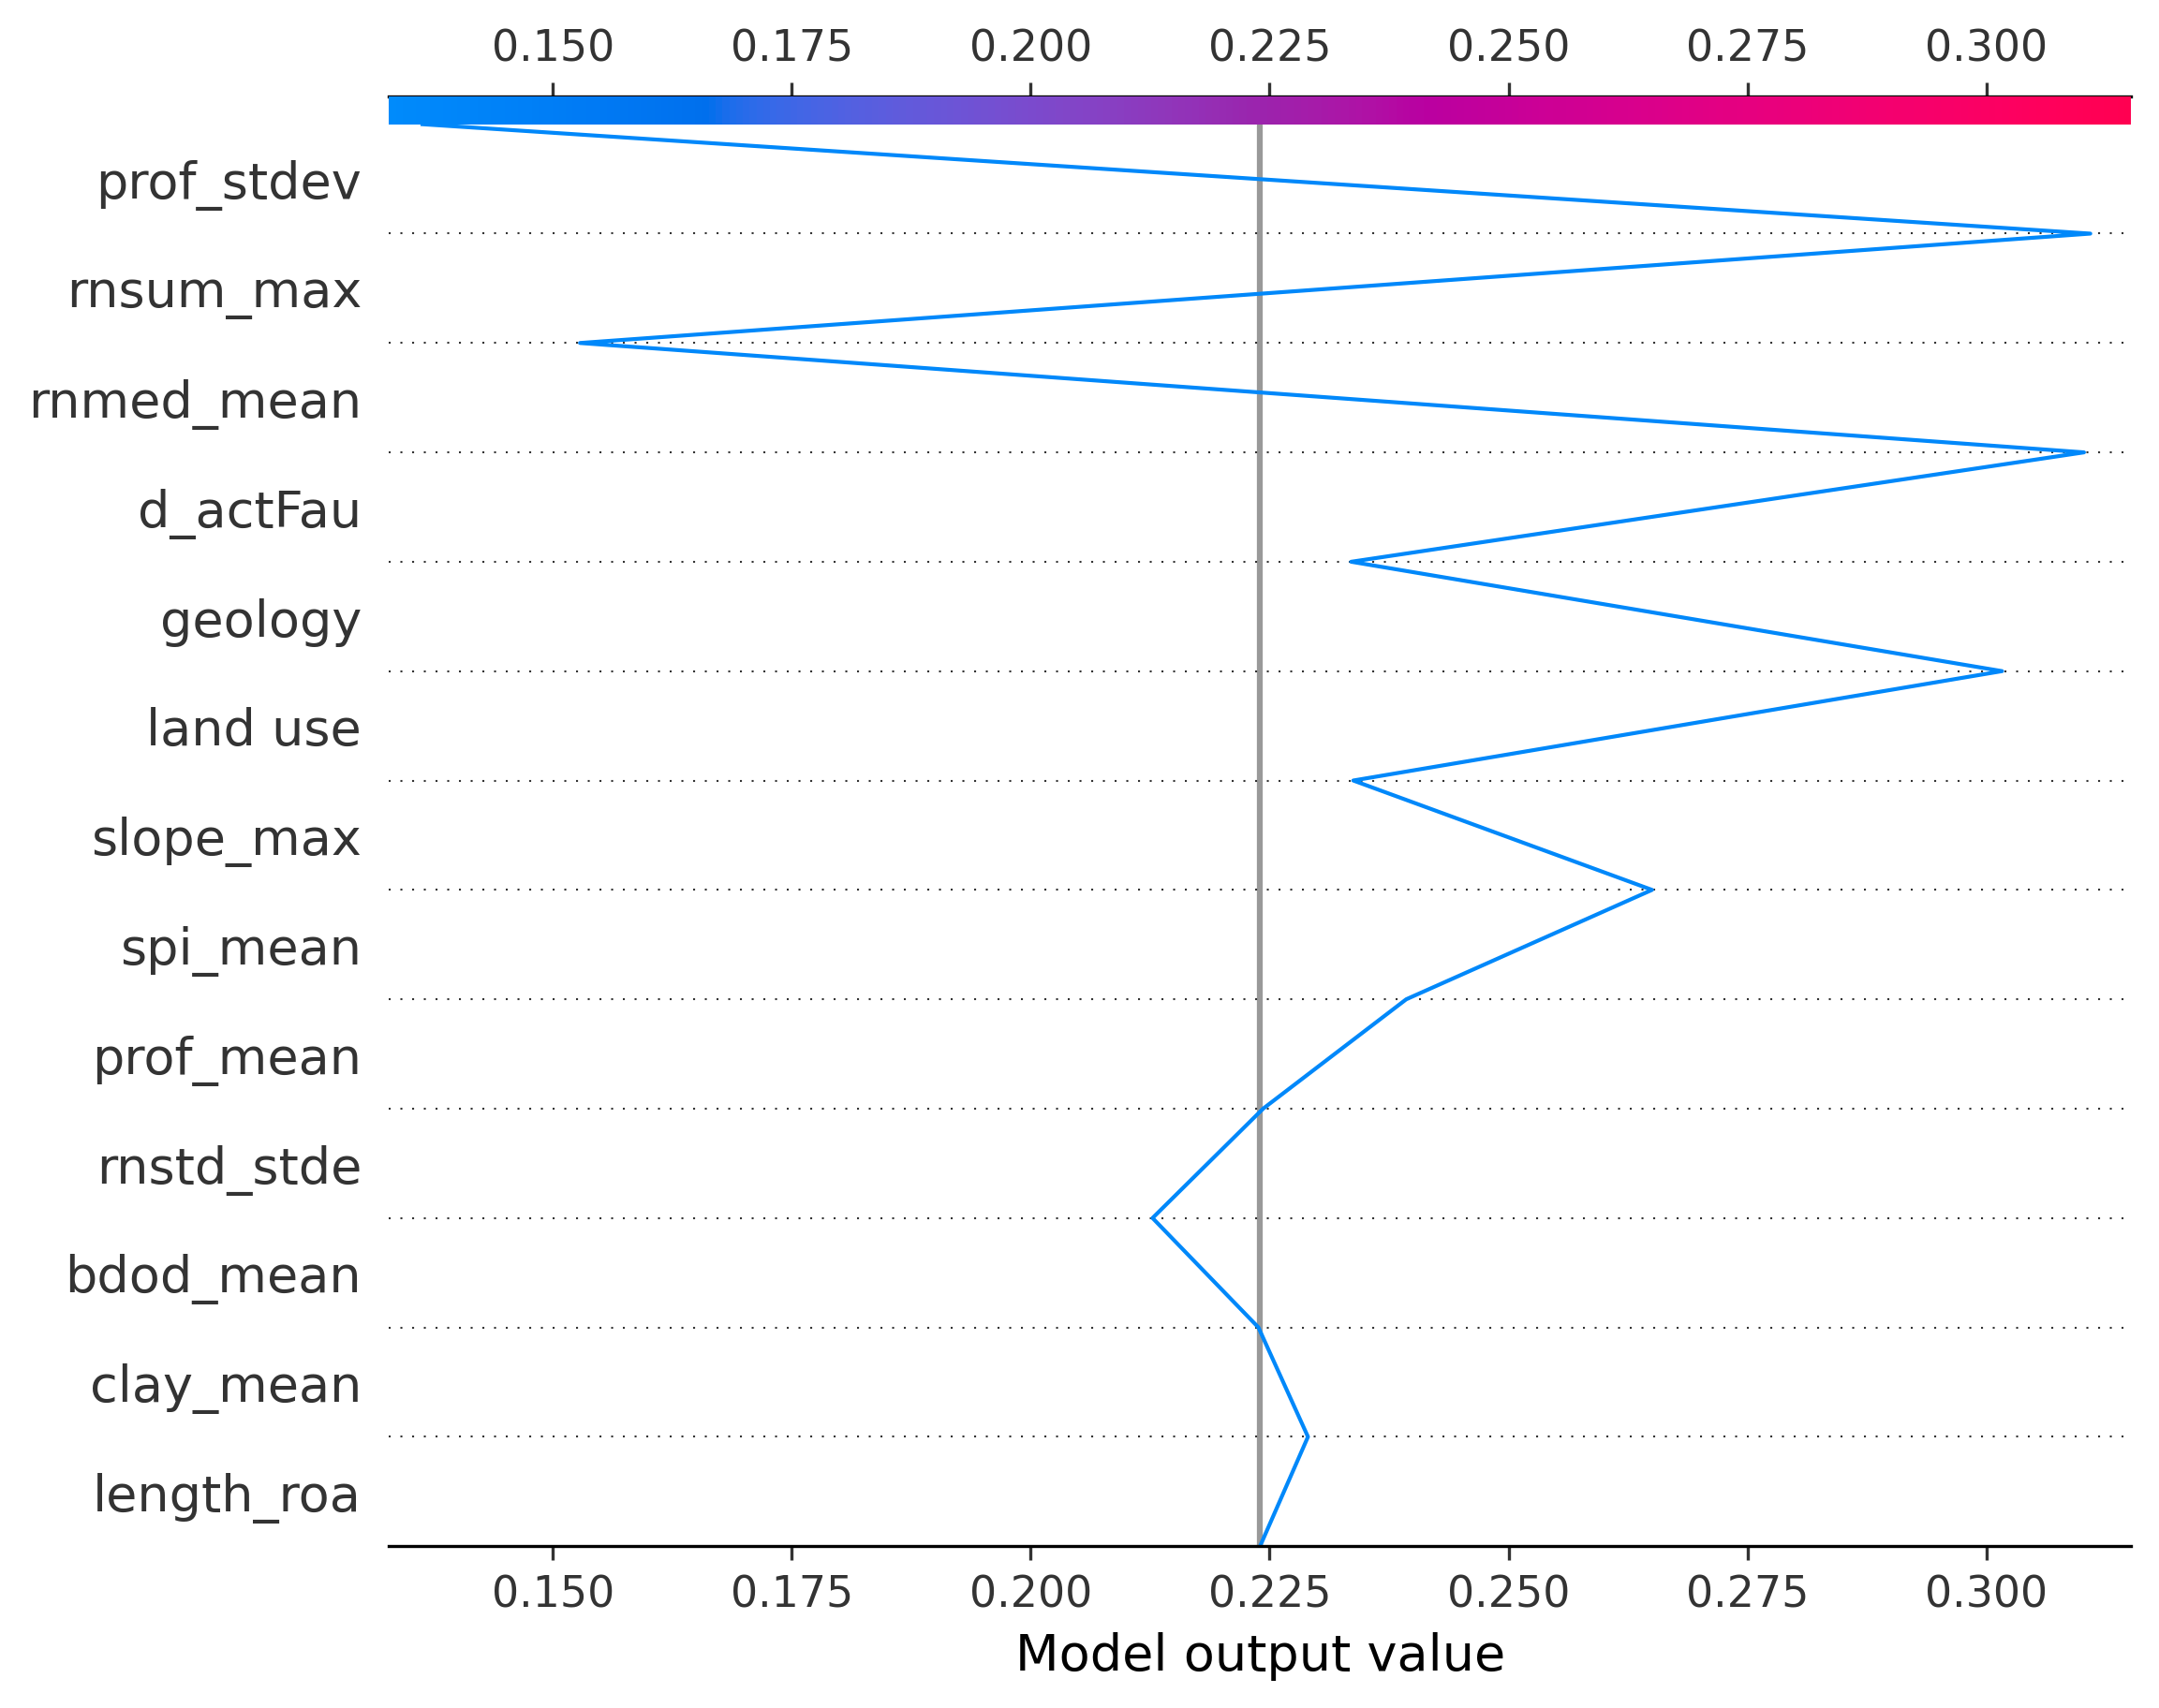 0.150 0.175 0.200 0.225 0.250 0.275 0.300
prof_stdev
rnsum_max
rnmed_mean
d_actFau
geology
land use
slope_max
spi_mean
prof_mean
rnstd_stde
bdod_mean
clay_mean
length_roa
0.150 0.175 0.200 0.225 0.250 0.275 0.300
Model output value